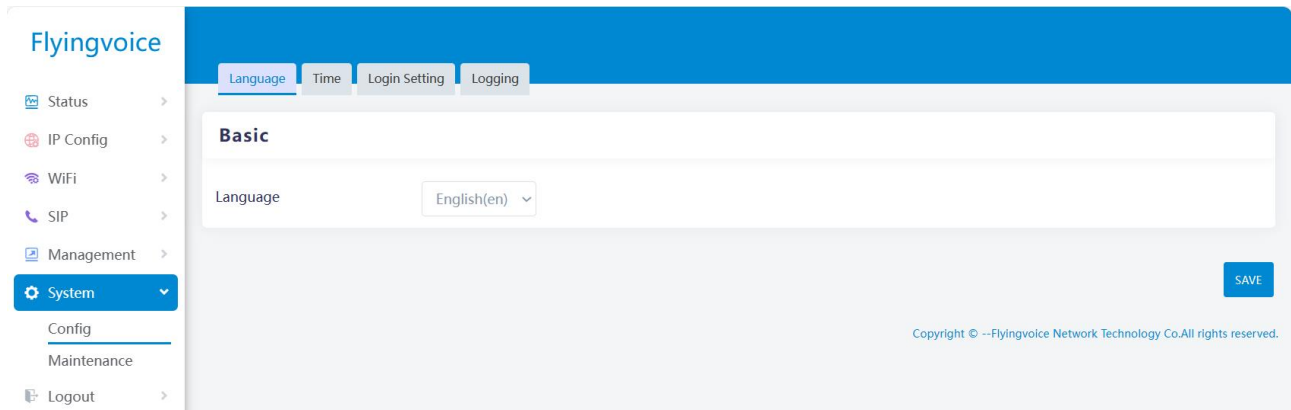 Flyingvoice
Language
Time
Login Setting
Logging
Status
IP Config
WiFi
SIP
Management
System
Config
Maintenance
Logout
Basic
Language
English(en)
SAVE
Copyright © --Flyingvoice Network Technology Co.All rights reserved.